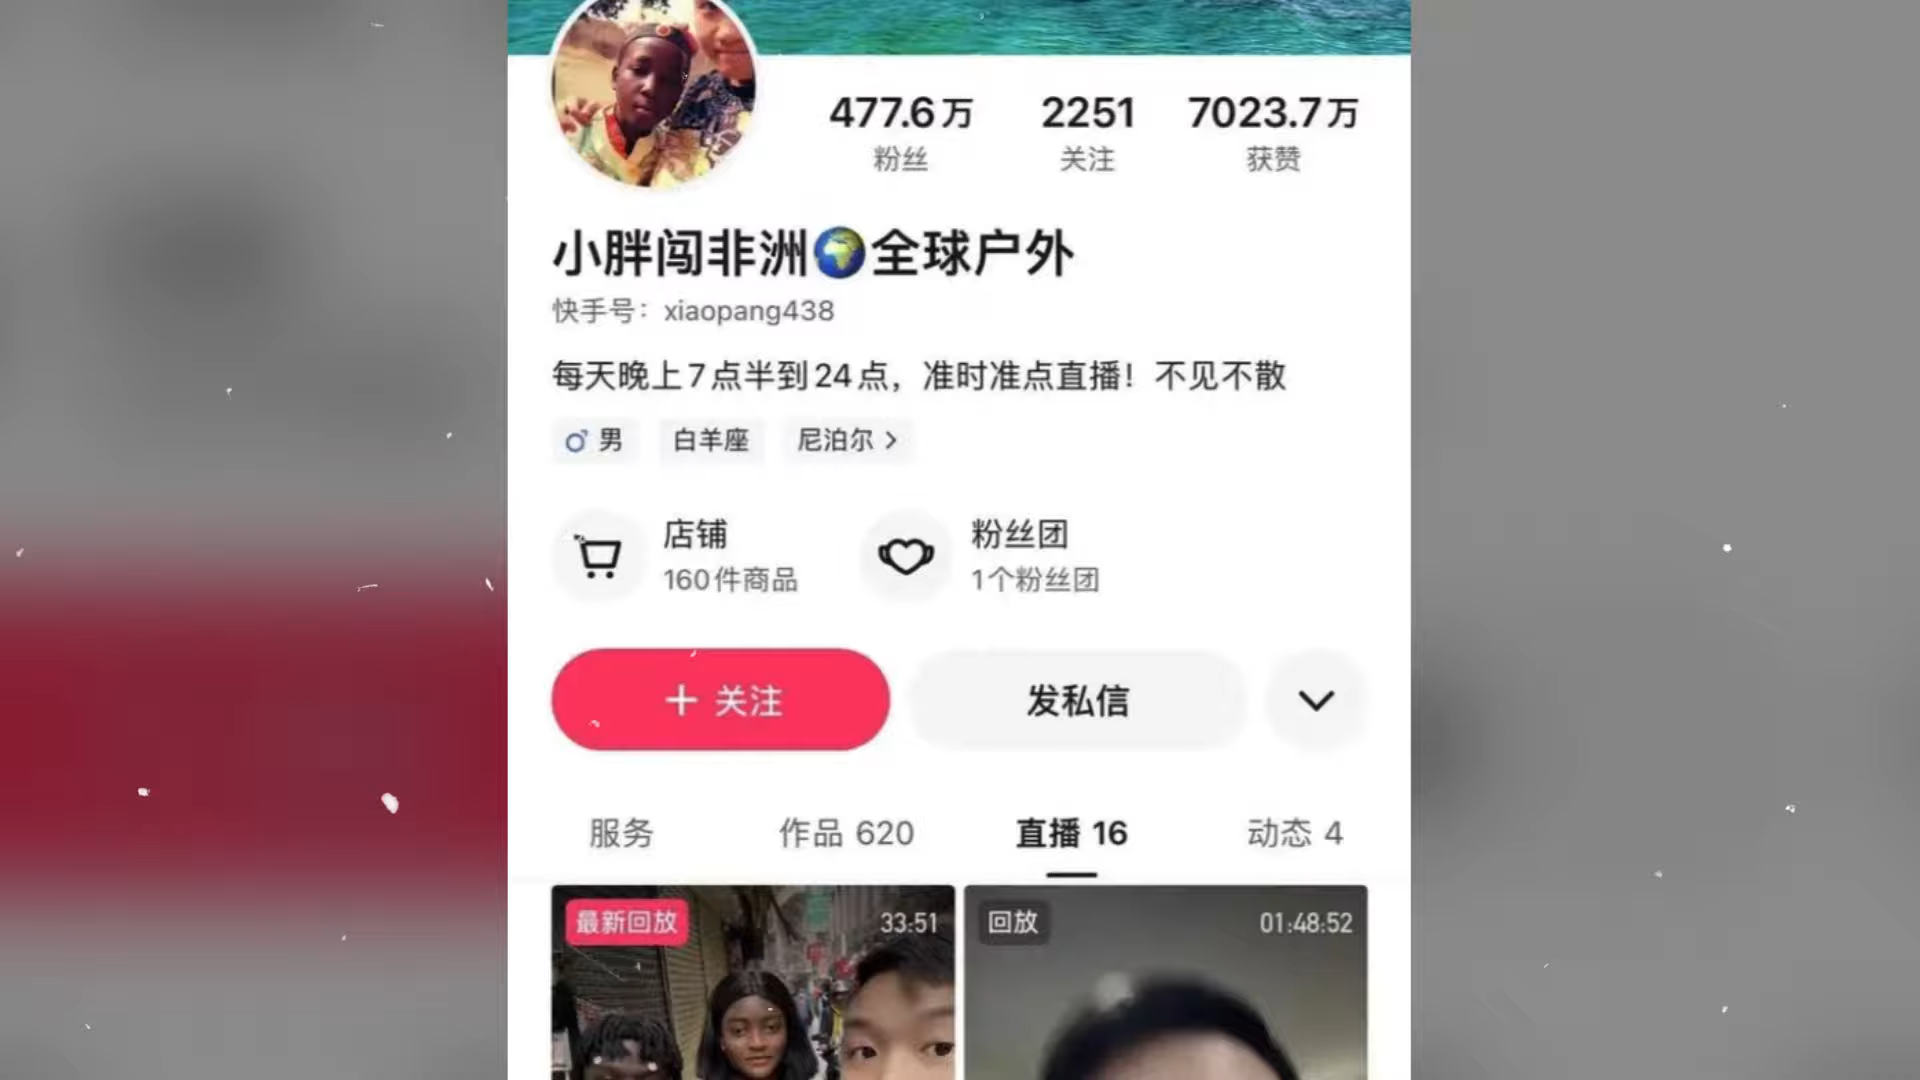 477.6万
2251
7023.7万
粉丝
关注
获赞
小胖闯非洲🌍全球户外
快手号：xiaopang438
每天晚上7点半到24点，准时准点直播！不见不散
男
白羊座
尼泊尔 >
店铺
160件商品
粉丝团
1个粉丝团
+ 关注
发私信
服务
作品 620
直播 16
动态 4
最新回放
33:51
回放
01:48:52